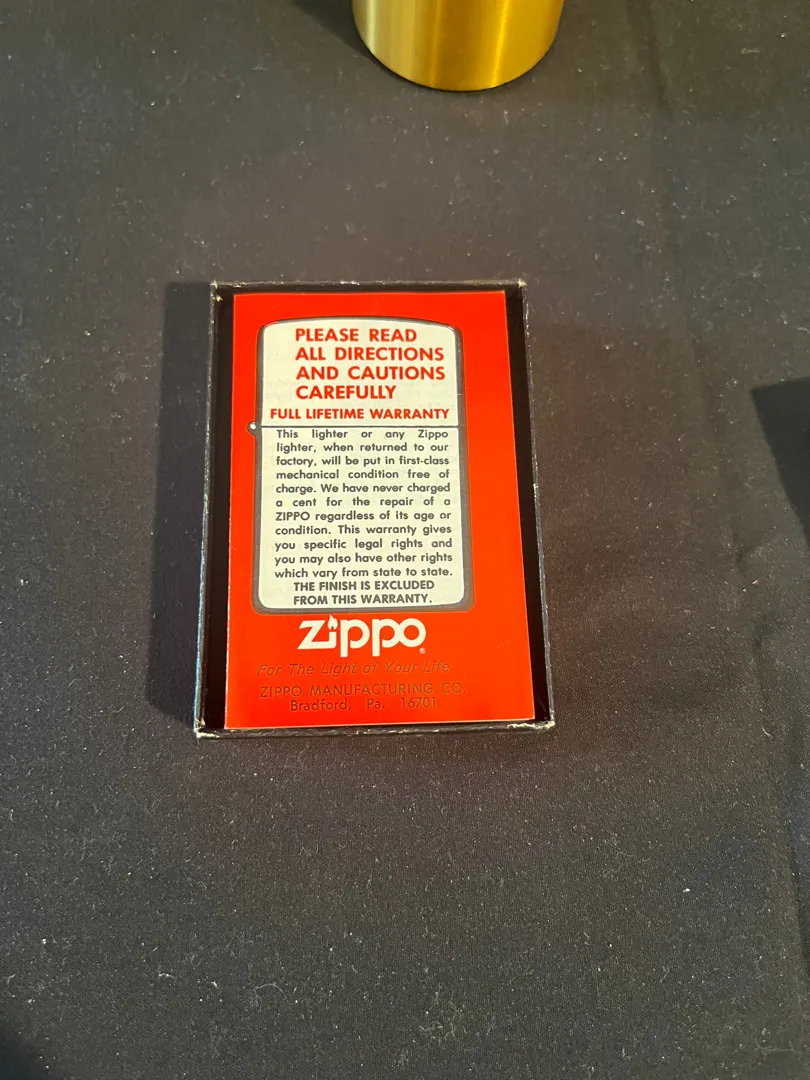 PLEASE READ
ALL DIRECTIONS
AND CAUTIONS
CAREFULLY
FULL LIFETIME WARRANTY
This lighter or any Zippo
lighter, when returned to our
factory, will be put in first-class
mechanical condition free of
charge. We have never charged
a cent for the repair of a
ZIPPO regardless of its age or
condition. This warranty gives
you specific legal rights and
you may also have other rights
which vary from state to state.
THE FINISH IS EXCLUDED
FROM THIS WARRANTY.
zippo®
For The Light of Your Life
ZIPPO MANUFACTURING CO.
Bradford, Pa. 16701